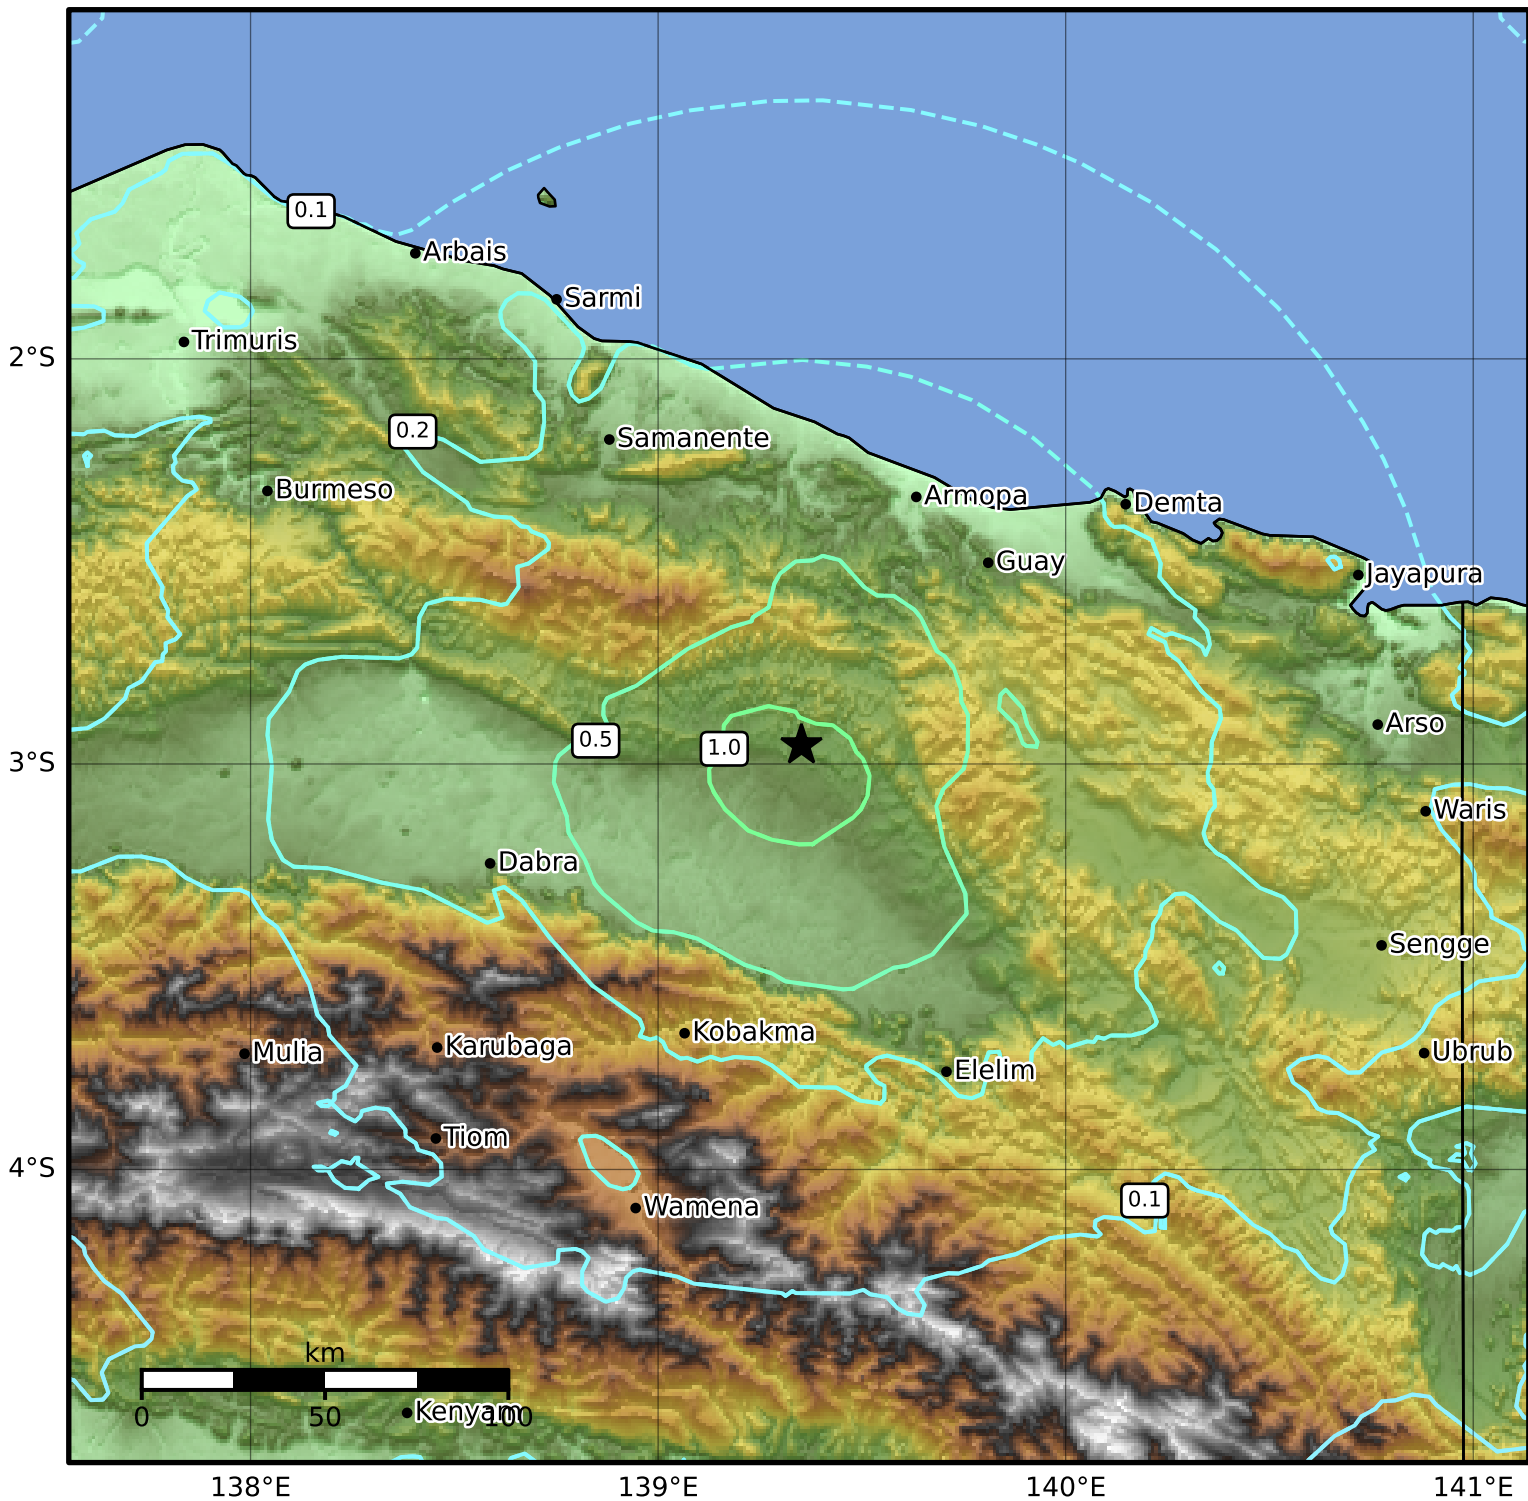 0.1
Arbais
Sarmi
Trimuris
2°S
0.2
Samanente
Burmeso
Armopa
Demta
Guay
Jayapura
Arso
0.5
1.0
3°S
Waris
Dabra
Sengge
Kobakma
Karubaga
Mulia
Ubrub
Elelim
Tiom
4°S
0.1
Wamena
km
0 50 100
Kenyam
138°E 139°E 140°E 141°E